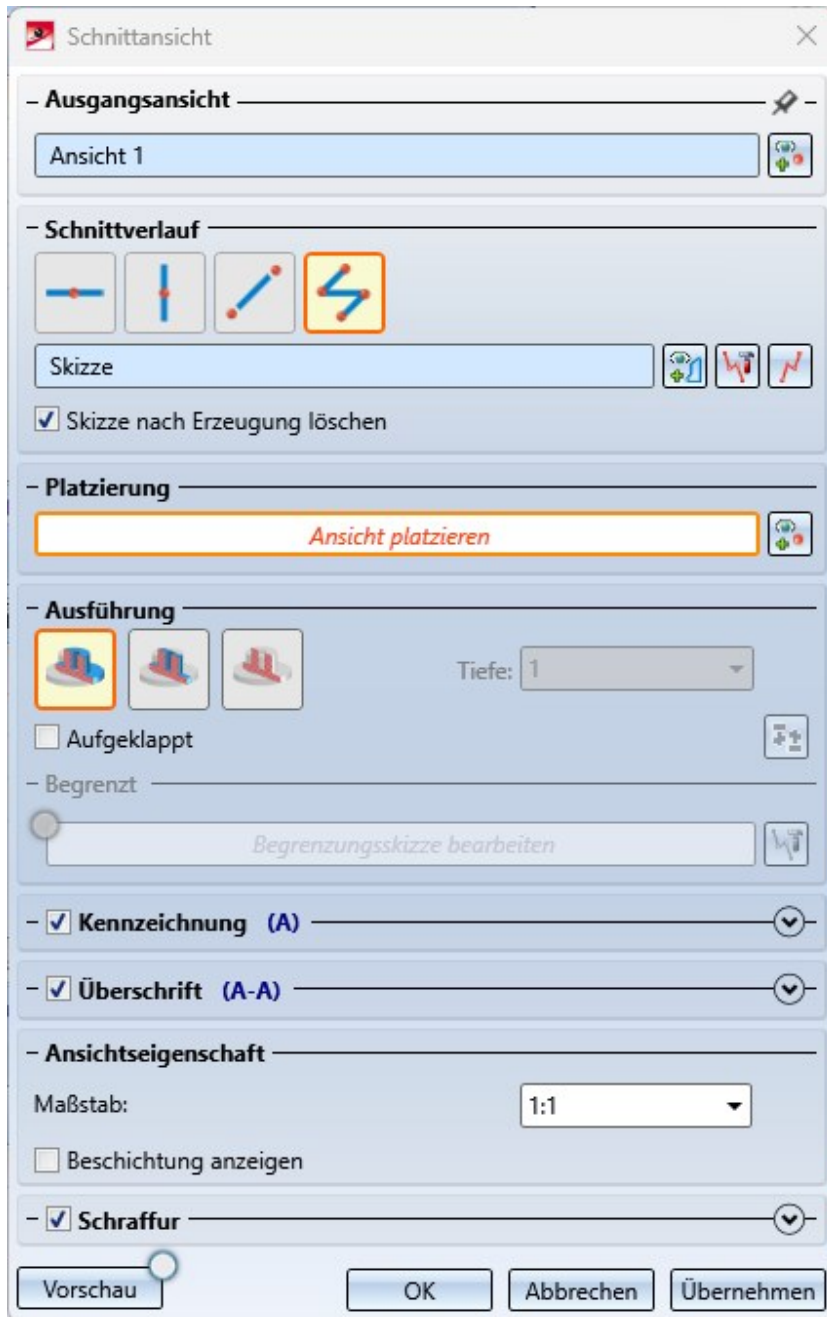 Schnittansicht
Ausgangsansicht
Ansicht 1
Schnittverlauf
Skizze
Skizze nach Erzeugung löschen
Platzierung
Ansicht platzieren
Ausführung
Tiefe: 1
Aufgeklappt
Begrenzt
Begrenzungsskizze bearbeiten
Kennzeichnung (A)
Überschrift (A-A)
Ansichtseigenschaft
Maßstab: 1:1
Beschichtung anzeigen
Schraffur
Vorschau OK Abbrechen Übernehmen